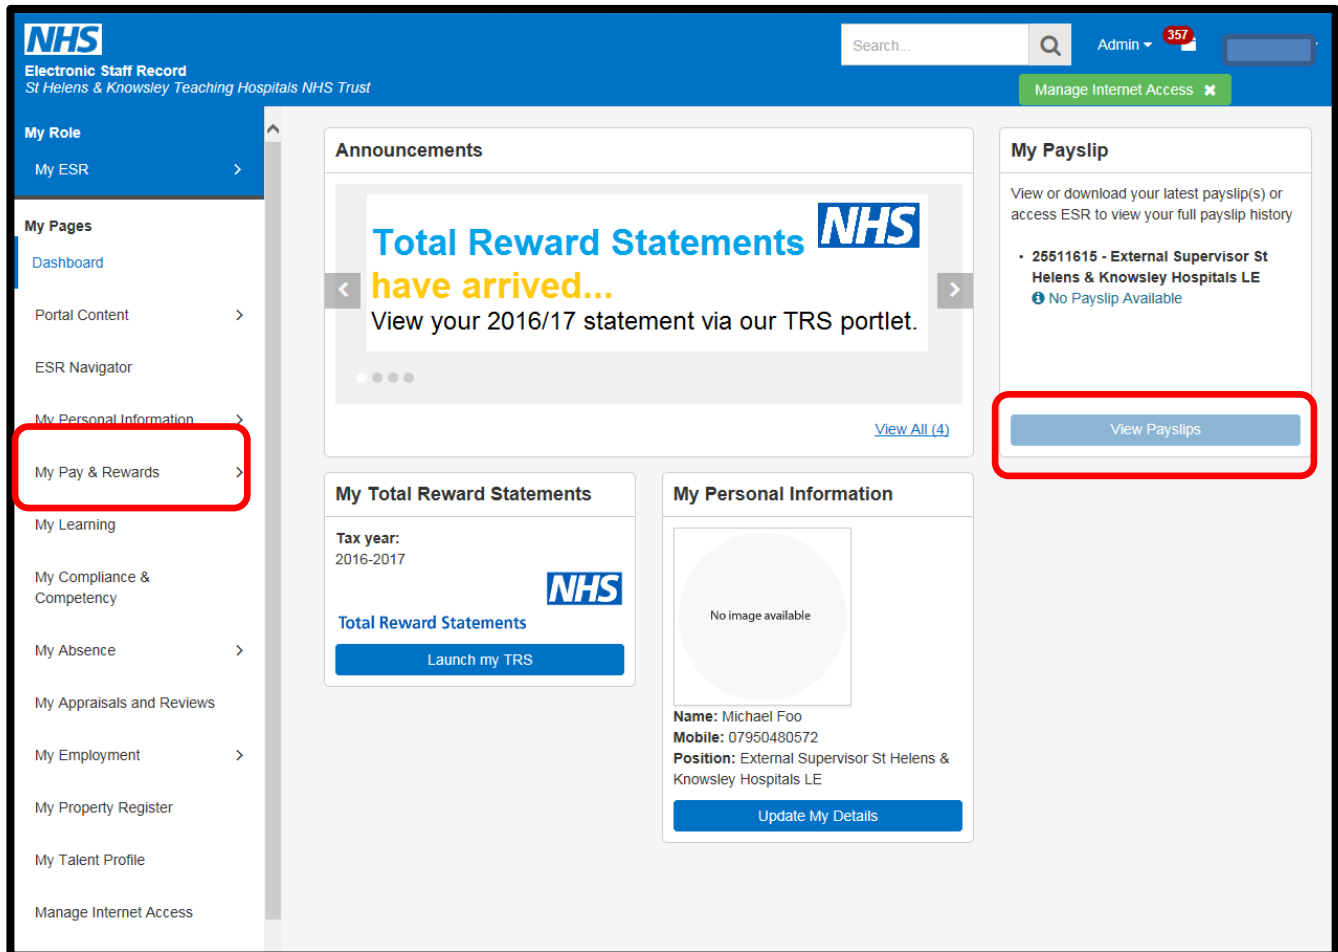 NHS
Electronic Staff Record
St Helens & Knowsley Teaching Hospitals NHS Trust
Search...
Admin
357
Manage Internet Access ✖
My Role
My ESR
My Pages
Dashboard
Portal Content
ESR Navigator
My Personal Information
My Pay & Rewards
My Learning
My Compliance &
Competency
My Absence
My Appraisals and Reviews
My Employment
My Property Register
My Talent Profile
Manage Internet Access
Announcements
Total Reward Statements NHS
have arrived...
View your 2016/17 statement via our TRS portlet.
View All (4)
My Total Reward Statements
Tax year:
2016-2017
NHS
Total Reward Statements
Launch my TRS
My Personal Information
No image available
Name: Michael Foo
Mobile: 07950480572
Position: External Supervisor St Helens &
Knowsley Hospitals LE
Update My Details
My Payslip
View or download your latest payslip(s) or
access ESR to view your full payslip history
• 25511615 - External Supervisor St
Helens & Knowsley Hospitals LE
No Payslip Available
View Payslips